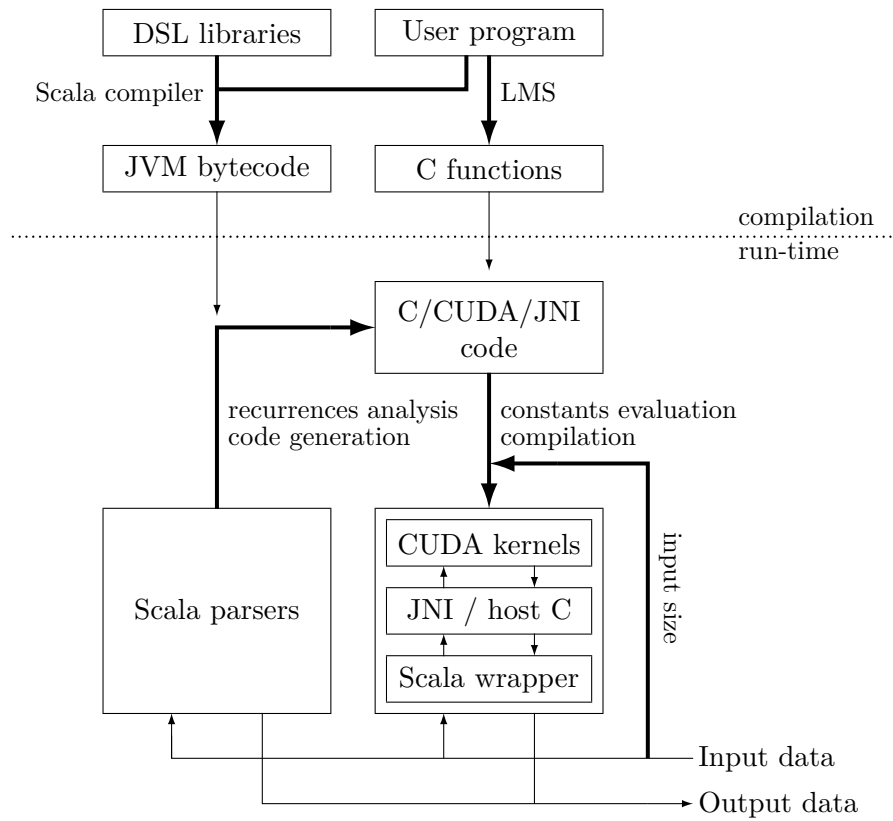 DSL libraries
User program
Scala compiler
LMS
JVM bytecode
C functions
compilation
run-time
C/CUDA/JNI
code
recurrences analysis
code generation
constants evaluation
compilation
Scala parsers
CUDA kernels
JNI / host C
Scala wrapper
input size
Input data
Output data